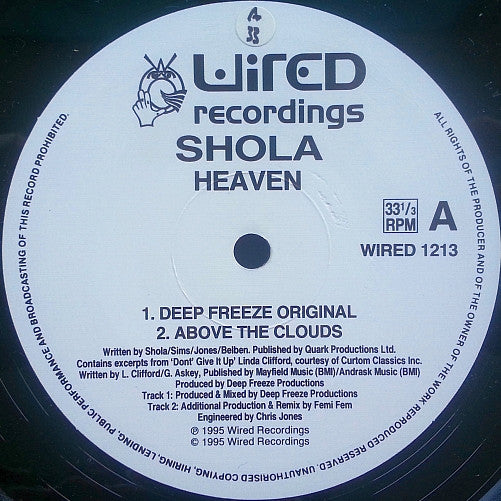 A
33
WIRED
recordings
SHOLA
HEAVEN
33 1/3
RPM
A
WIRED 1213
1. DEEP FREEZE ORIGINAL
2. ABOVE THE CLOUDS
Written by Shola/Sims/Jones/Belben. Published by Quark Productions Ltd.
Contains excerpts from 'Dont' Give It Up' Linda Clifford, courtesy of Curtom Classics Inc.
Written by L. Clifford/G. Askey, Published by Mayfield Music (BMI)/Andrask Music (BMI)
Produced by Deep Freeze Productions
Track 1: Produced & Mixed by Deep Freeze Productions
Track 2: Additional Production & Remix by Femi Fem
Engineered by Chris Jones
℗ 1995 Wired Recordings
© 1995 Wired Recordings
ALL RIGHTS OF THE PRODUCER AND OF THE OWNER OF THE WORK REPRODUCED RESERVED. UNAUTHORISED COPYING, HIRING, LENDING, PUBLIC PERFORMANCE AND BROADCASTING OF THIS RECORD PROHIBITED.